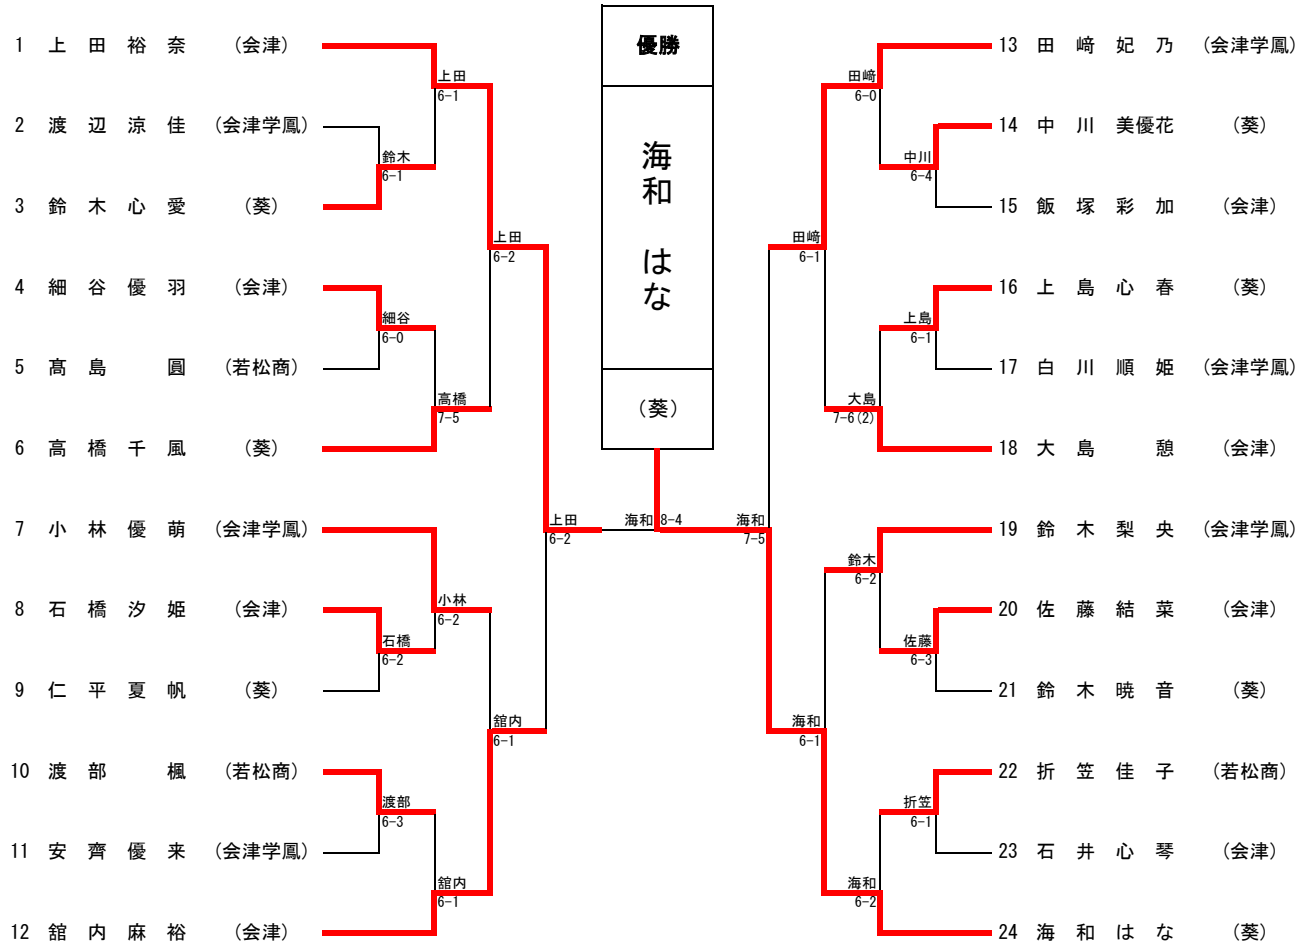 優勝
海和 はな
(葵)
1 上田裕奈 (会津)
2 渡辺涼佳 (会津学鳳)
3 鈴木心愛 (葵)
4 細谷優羽 (会津)
5 髙島 圓 (若松商)
6 高橋千風 (葵)
7 小林優萌 (会津学鳳)
8 石橋汐姫 (会津)
9 仁平夏帆 (葵)
10 渡部 楓 (若松商)
11 安齊優来 (会津学鳳)
12 舘内麻裕 (会津)
上田
6-1
鈴木
6-1
上田
6-2
細谷
6-0
高橋
7-5
上田
6-2
小林
6-2
石橋
6-2
舘内
6-1
渡部
6-3
舘内
6-1
海和 8-4
13 田﨑妃乃 (会津学鳳)
14 中川美優花 (葵)
15 飯塚彩加 (会津)
16 上島心春 (葵)
17 白川順姫 (会津学鳳)
18 大島 憩 (会津)
19 鈴木梨央 (会津学鳳)
20 佐藤結菜 (会津)
21 鈴木暁音 (葵)
22 折笠佳子 (若松商)
23 石井心琴 (会津)
24 海和はな (葵)
田﨑
6-0
中川
6-4
田﨑
6-1
上島
6-1
大島
7-6(2)
海和
7-5
鈴木
6-2
佐藤
6-3
海和
6-1
折笠
6-1
海和
6-2